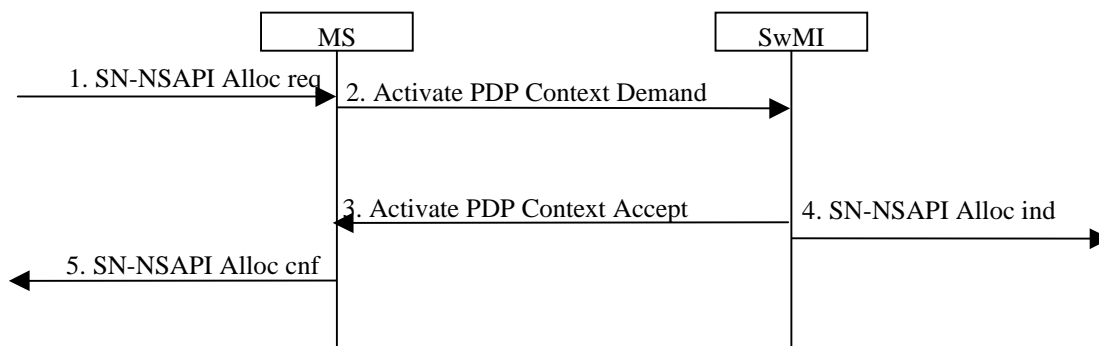 MS
SwMI
1. SN-NSAPI Alloc req
2. Activate PDP Context Demand
3. Activate PDP Context Accept
4. SN-NSAPI Alloc ind
5. SN-NSAPI Alloc cnf